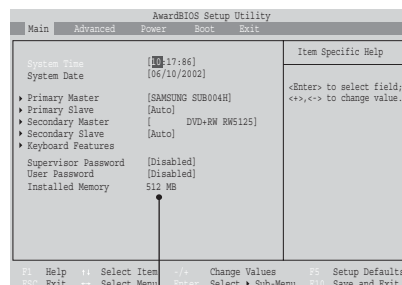 AwardBIOS Setup Utility
Main Advanced Power Boot Exit
System Time [10:17:86]
System Date [06/10/2002]
Primary Master [SAMSUNG SUB004H]
Primary Slave [Auto]
Secondary Master [ DVD+RW RW5125]
Secondary Slave [Auto]
Keyboard Features
Supervisor Password [Disabled]
User Password [Disabled]
Installed Memory 512 MB
Item Specific Help
<Enter> to select field;
<+>,<-> to change value.
F1 Help ↑↓ Select Item -/+ Change Values F5 Setup Defaults
ESC Exit ←→ Select Menu Enter Select ▸ Sub-Menu F10 Save and Exit